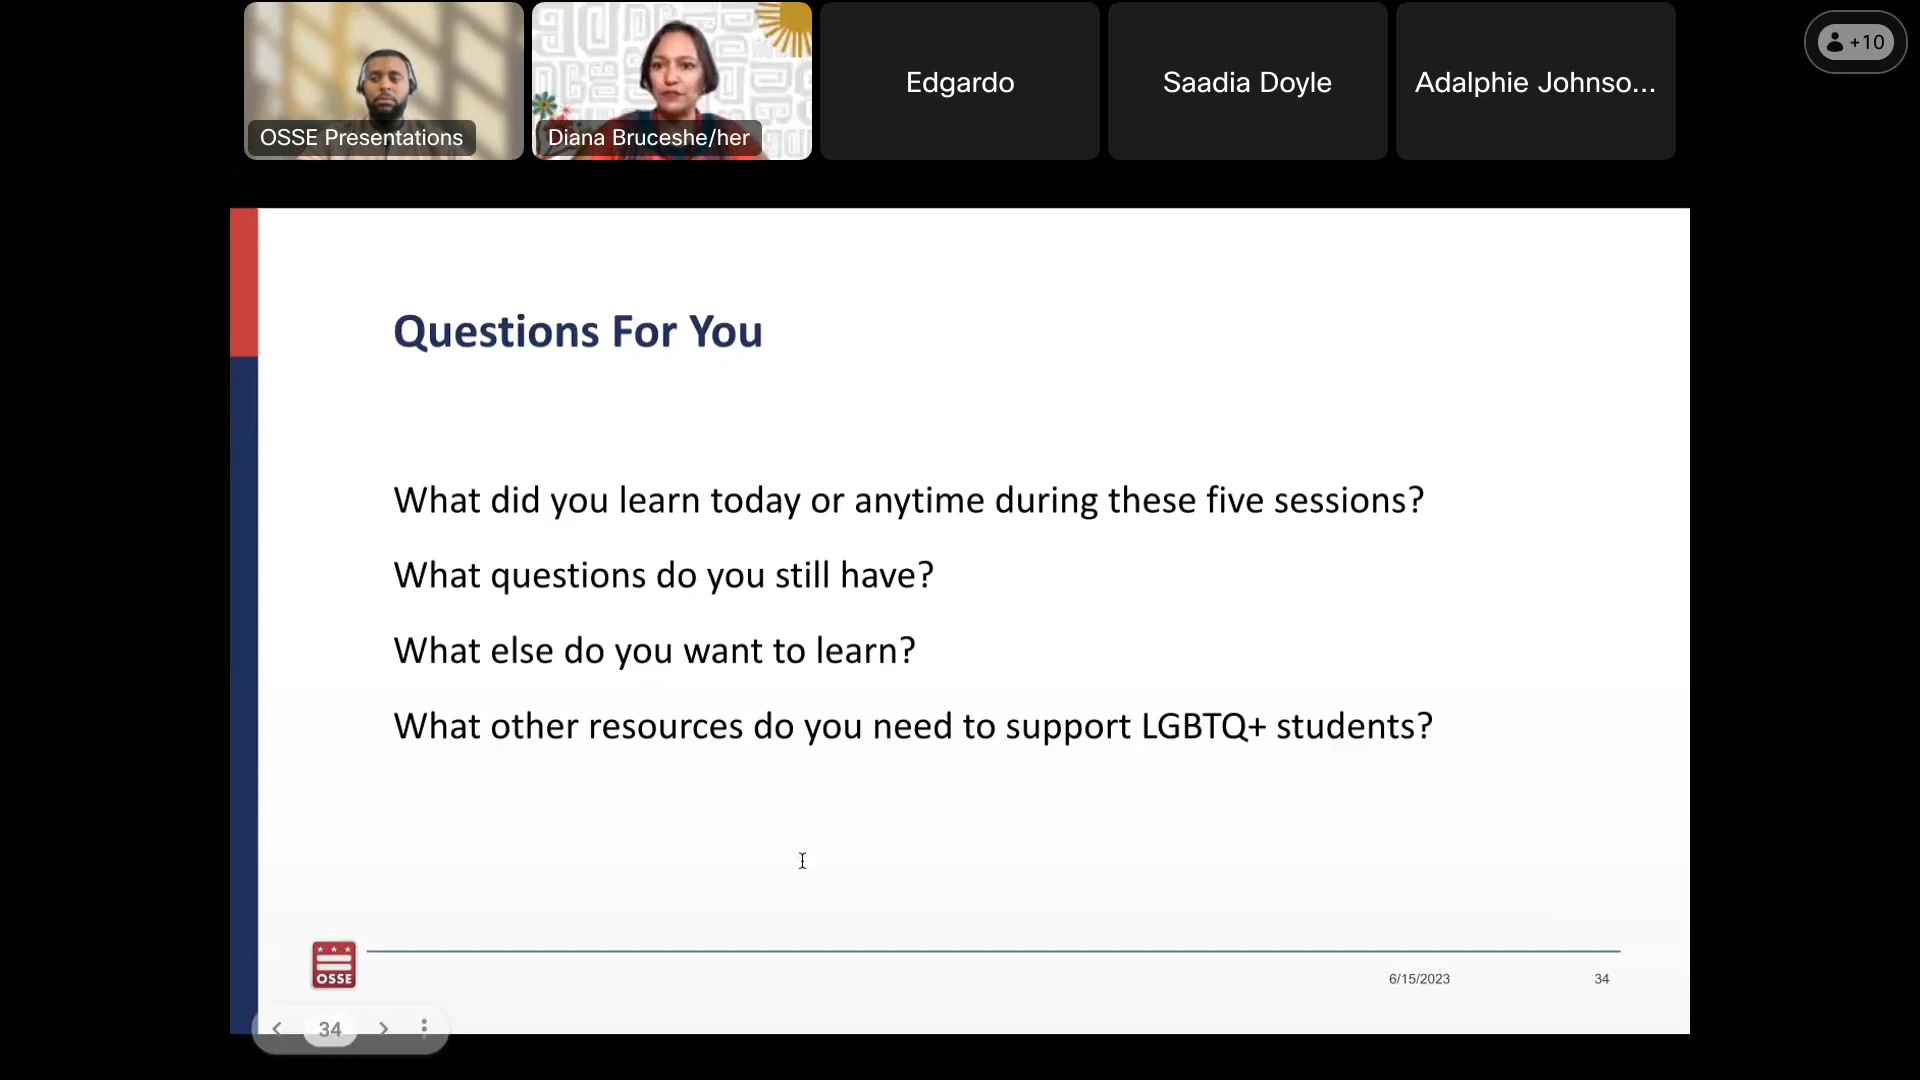 OSSE Presentations
Diana Bruceshe/her
Edgardo
Saadia Doyle
Adalphie Johnso...
+10
Questions For You
What did you learn today or anytime during these five sessions?
What questions do you still have?
What else do you want to learn?
What other resources do you need to support LGBTQ+ students?
OSSE
6/15/2023
34
34